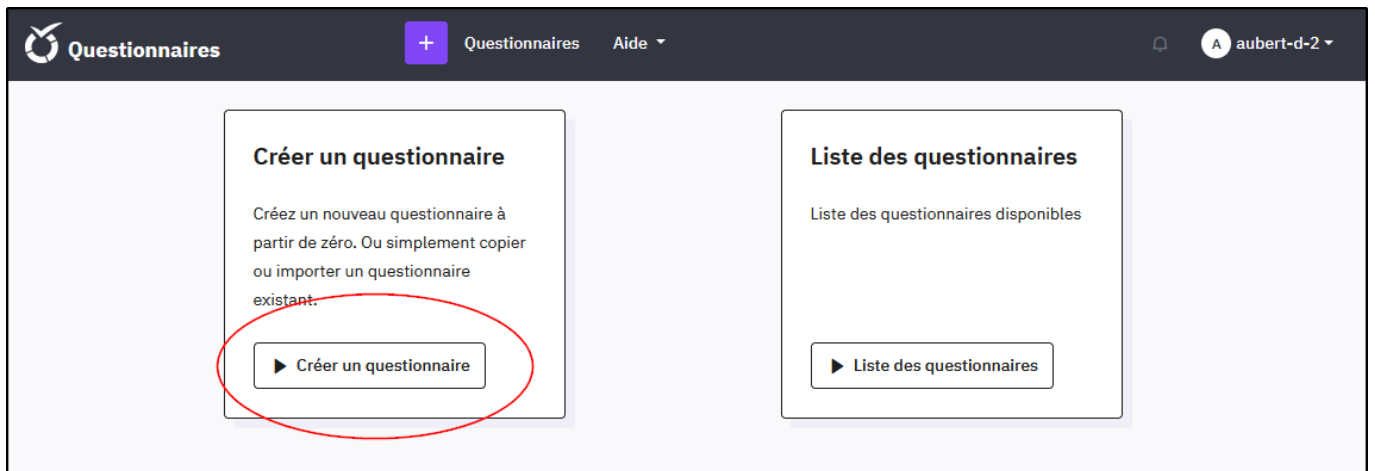 Questionnaires
+ Questionnaires Aide
A aubert-d-2
Créer un questionnaire
Créez un nouveau questionnaire à
partir de zéro. Ou simplement copier
ou importer un questionnaire
existant.
Créer un questionnaire
Liste des questionnaires
Liste des questionnaires disponibles
Liste des questionnaires